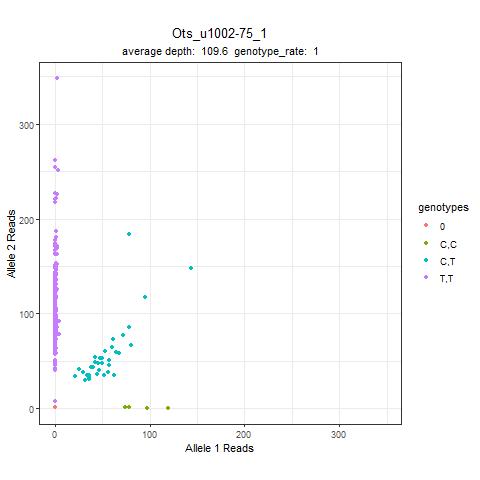 Ots_u1002-75_1
average depth: 109.6 genotype_rate: 1
Allele 2 Reads
300
200
100
0
0 100 200 300
Allele 1 Reads
genotypes
0
C,C
C,T
T,T